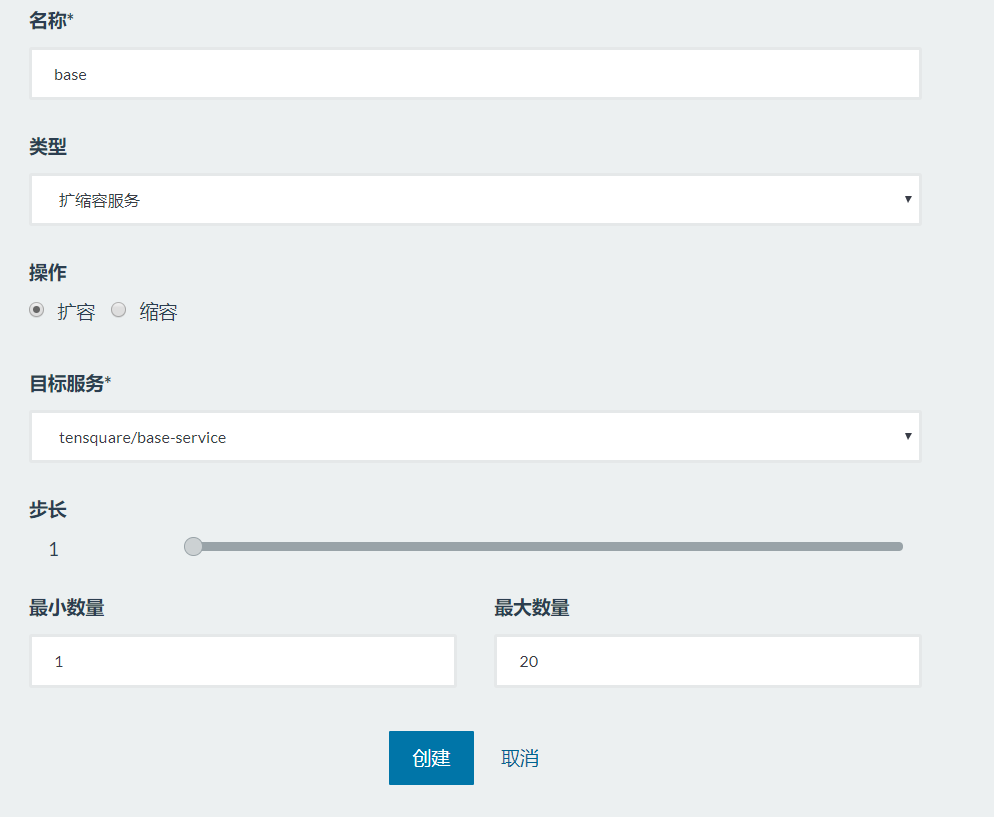 名称*
base
类型
扩缩容服务
操作
扩容 缩容
目标服务*
tensquare/base-service
步长
1
最小数量 最大数量
1 20
创建 取消